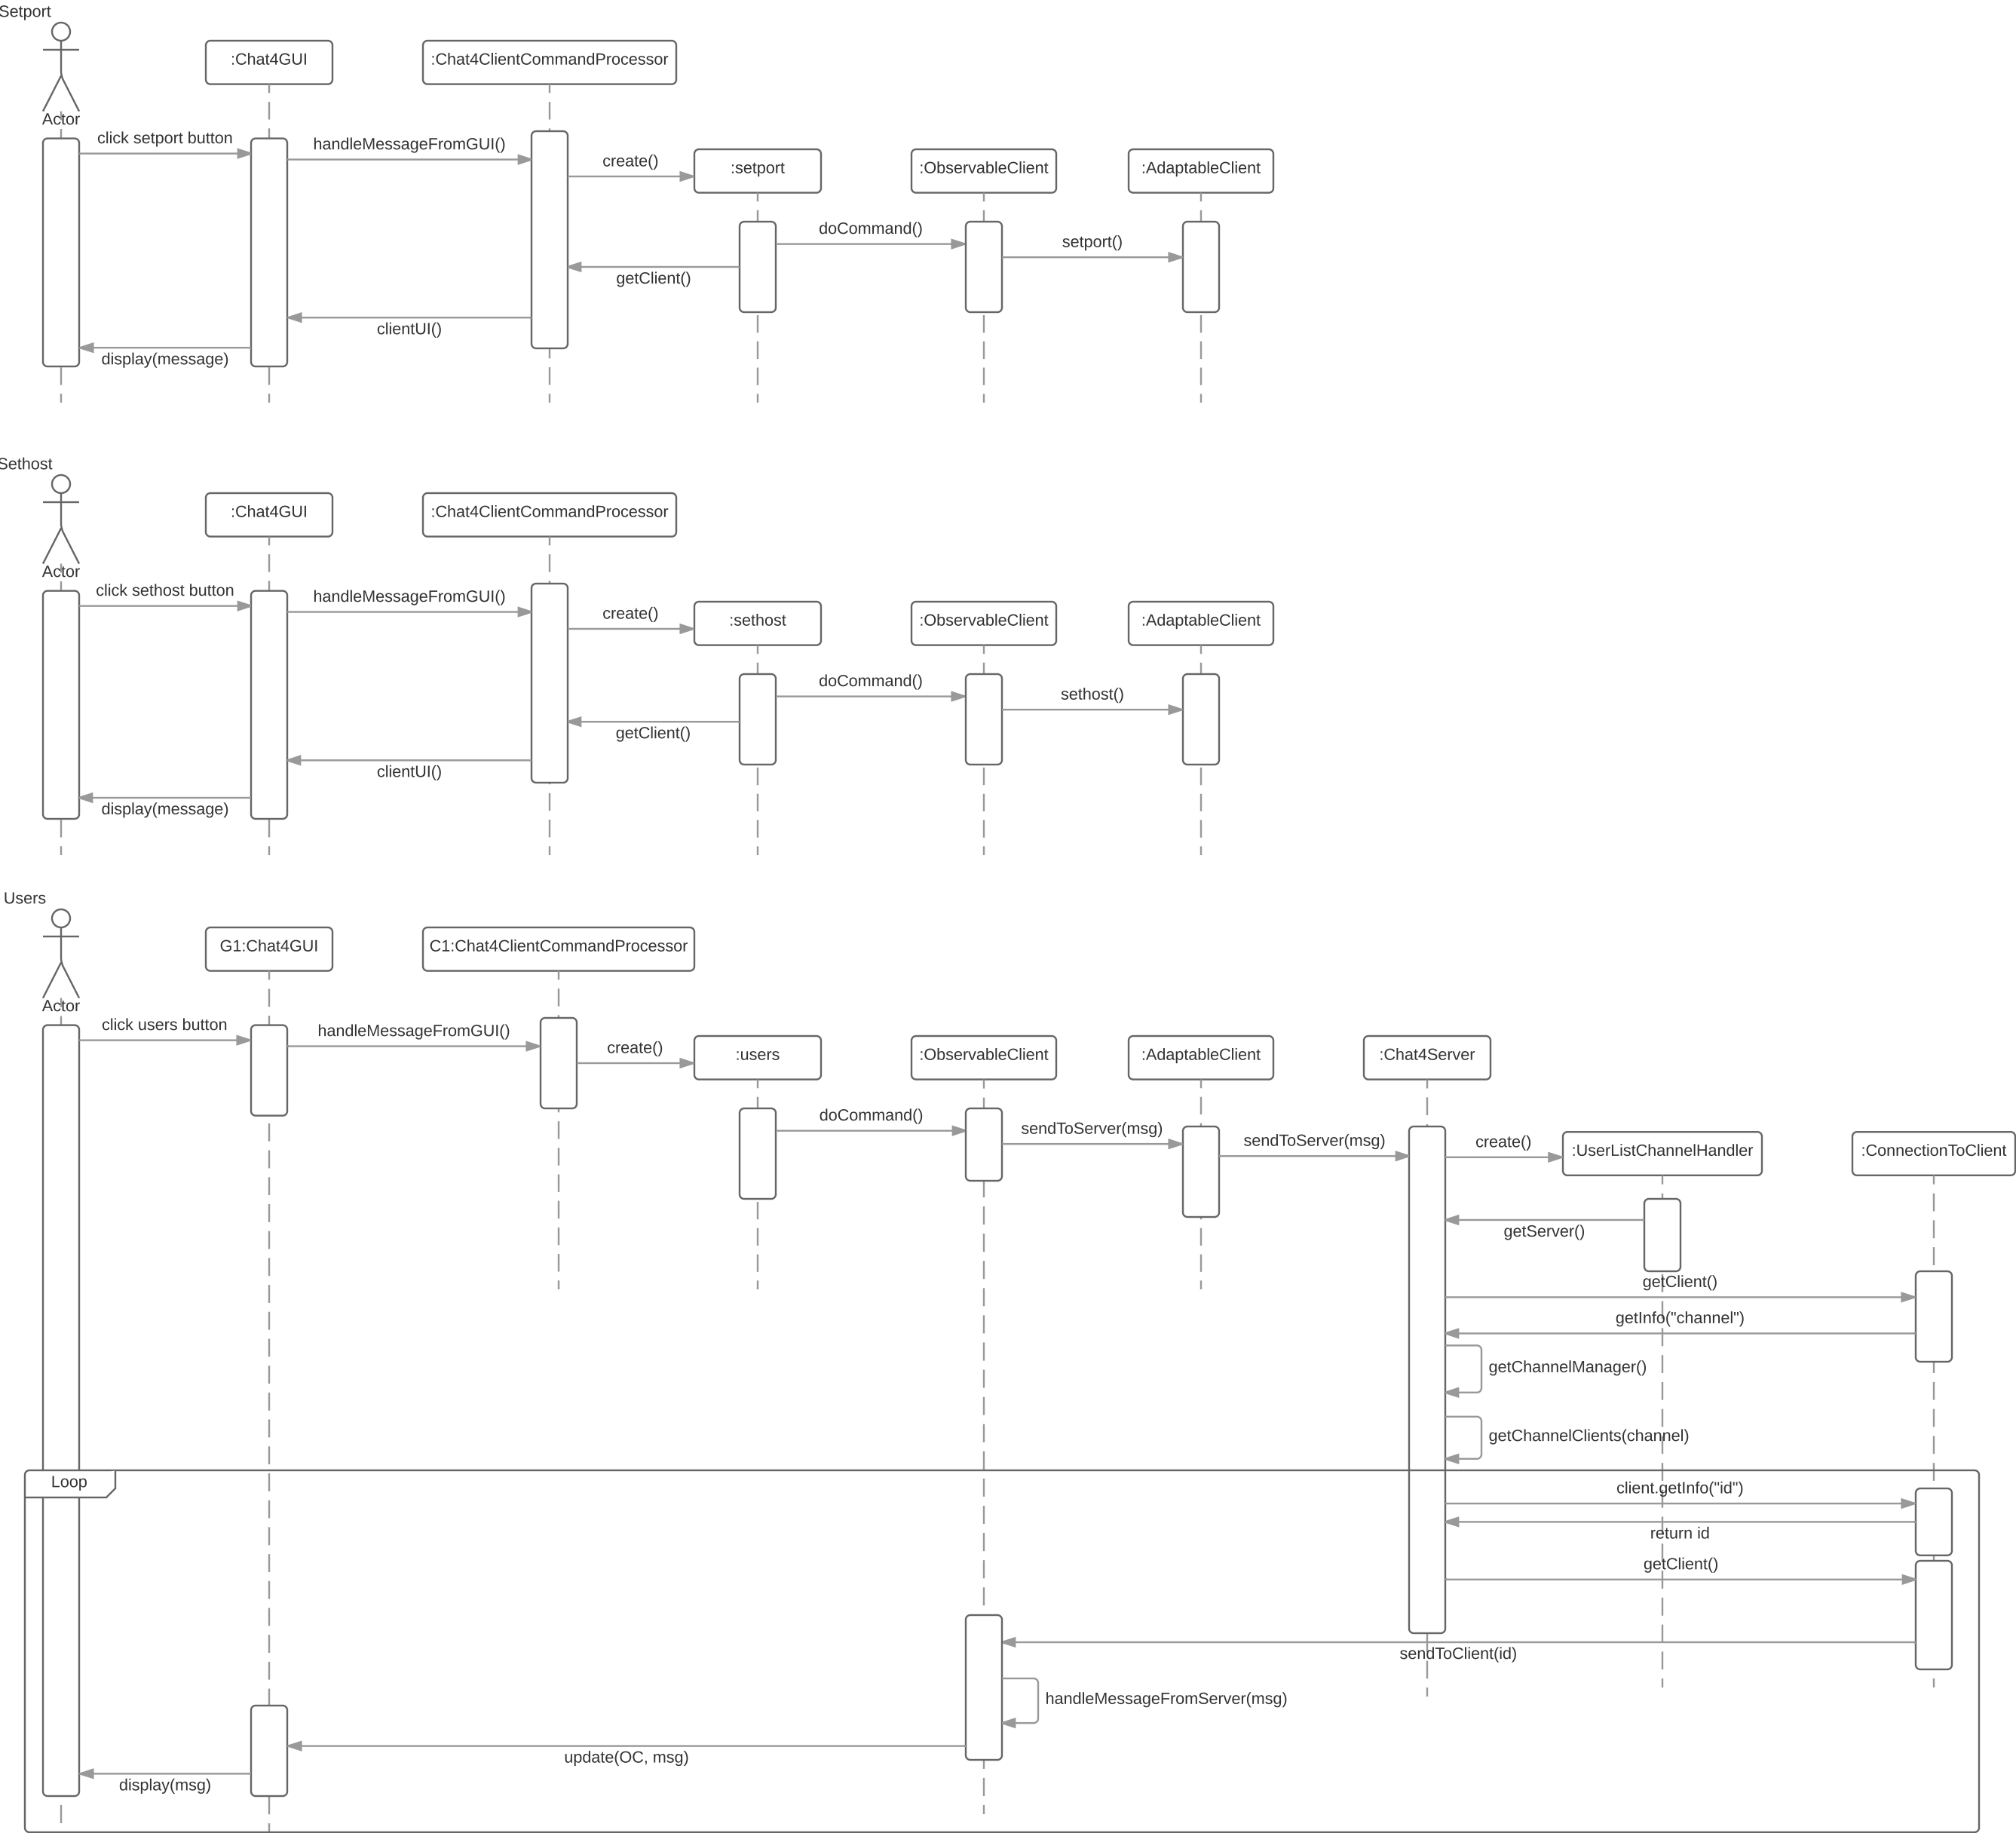 Setport
:Chat4GUI
:Chat4ClientCommandProcessor
Actor
click setport button
handleMessageFromGUI()
create()
:setport
:ObservableClient
:AdaptableClient
doCommand()
setport()
getClient()
clientUI()
display(message)
Sethost
:Chat4GUI
:Chat4ClientCommandProcessor
Actor
click sethost button
handleMessageFromGUI()
create()
:sethost
:ObservableClient
:AdaptableClient
doCommand()
sethost()
getClient()
clientUI()
display(message)
Users
G1:Chat4GUI
C1:Chat4ClientCommandProcessor
Actor
click users button
handleMessageFromGUI()
create()
:users
:ObservableClient
:AdaptableClient
:Chat4Server
doCommand()
sendToServer(msg)
sendToServer(msg)
create()
:UserListChannelHandler
:ConnectionToClient
getServer()
getClient()
getInfo("channel")
getChannelManager()
getChannelClients(channel)
Loop
client.getInfo("id")
return id
getClient()
sendToClient(id)
handleMessageFromServer(msg)
update(OC, msg)
display(msg)